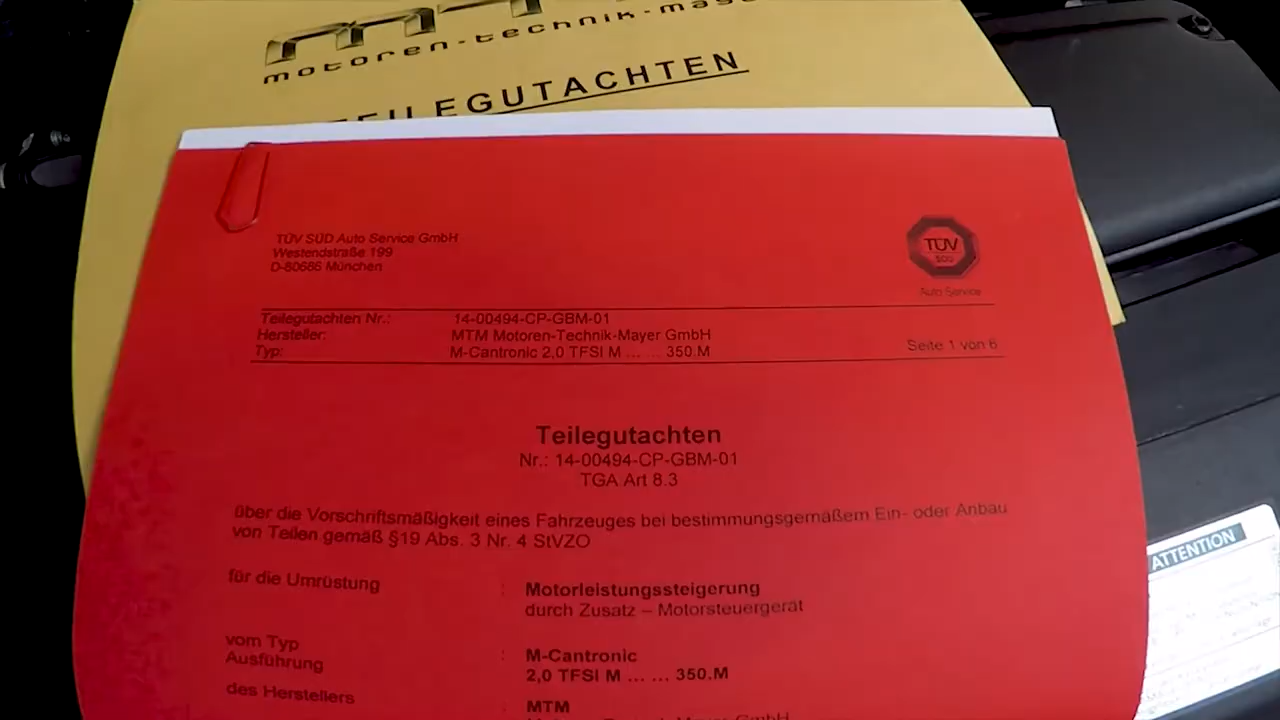 motoren-technik-
TEILEGUTACHTEN
TÜV SÜD Auto Service GmbH
Westendstraße 199
D-80686 München
TÜV
SÜD
Auto Service
Teilegutachten Nr.: 14-00494-CP-GBM-01
Hersteller: MTM Motoren-Technik-Mayer GmbH
Typ: M-Cantronic 2,0 TFSI M ... ... 350.M
Seite 1 von 6
Teilegutachten
Nr.: 14-00494-CP-GBM-01
TGA Art 8.3
über die Vorschriftsmäßigkeit eines Fahrzeuges bei bestimmungsgemäßem Ein- oder Anbau
von Teilen gemäß §19 Abs. 3 Nr. 4 StVZO
für die Umrüstung : Motorleistungssteigerung
durch Zusatz – Motorsteuergerät
vom Typ : M-Cantronic
Ausführung 2,0 TFSI M ... ... 350.M
des Herstellers MTM
ATTENTION